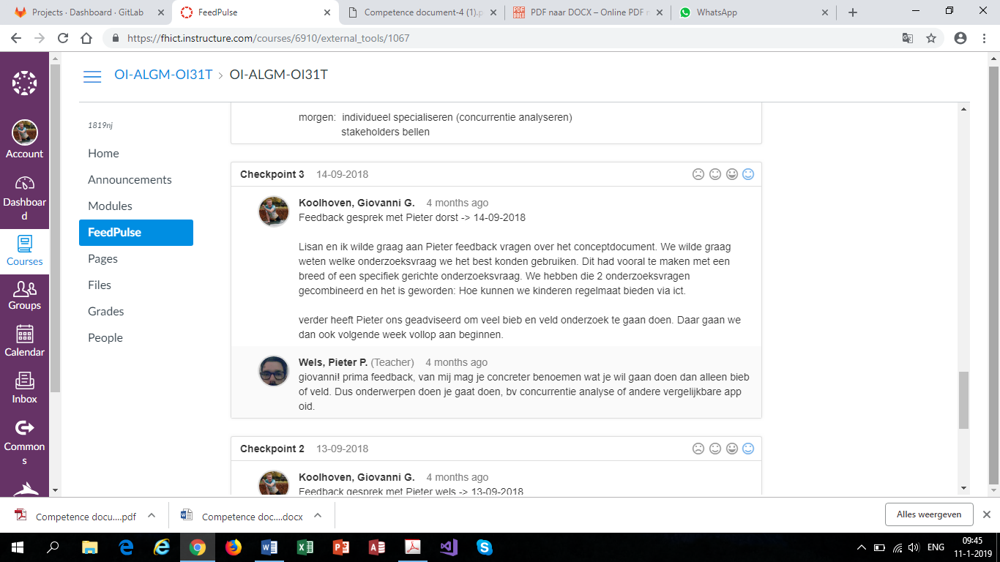 Projects · Dashboard · GitLab
FeedPulse
Competence document-4 (1).p
PDF naar DOCX – Online PDF n
WhatsApp
https://fhict.instructure.com/courses/6910/external_tools/1067
OI-ALGM-OI31T > OI-ALGM-OI31T
Account
Dashboar
d
Courses
Groups
Calendar
Inbox
Common
s
1819nj
Home
Announcements
Modules
FeedPulse
Pages
Files
Grades
People
morgen: individueel specialiseren (concurrentie analyseren)
stakeholders bellen
Checkpoint 3 14-09-2018
Koolhoven, Giovanni G. 4 months ago
Feedback gesprek met Pieter dorst -> 14-09-2018
Lisan en ik wilde graag aan Pieter feedback vragen over het conceptdocument. We wilde graag
weten welke onderzoeksvraag we het best konden gebruiken. Dit had vooral te maken met een
breed of een specifiek gerichte onderzoeksvraag. We hebben die 2 onderzoeksvragen
gecombineerd en het is geworden: Hoe kunnen we kinderen regelmaat bieden via ict.
verder heeft Pieter ons geadviseerd om veel bieb en veld onderzoek te gaan doen. Daar gaan we
dan ook volgende week vollop aan beginnen.
Wels, Pieter P. (Teacher) 4 months ago
giovanni! prima feedback, van mij mag je concreter benoemen wat je wil gaan doen dan alleen bieb
of veld. Dus onderwerpen doen je gaat doen, bv concurrentie analyse of andere vergelijkbare app
oid.
Checkpoint 2 13-09-2018
Koolhoven, Giovanni G. 4 months ago
Feedback gesprek met Pieter wels -> 13-09-2018
Competence docu....pdf
Competence doc....docx
Alles weergeven
ENG
09:45
11-1-2019